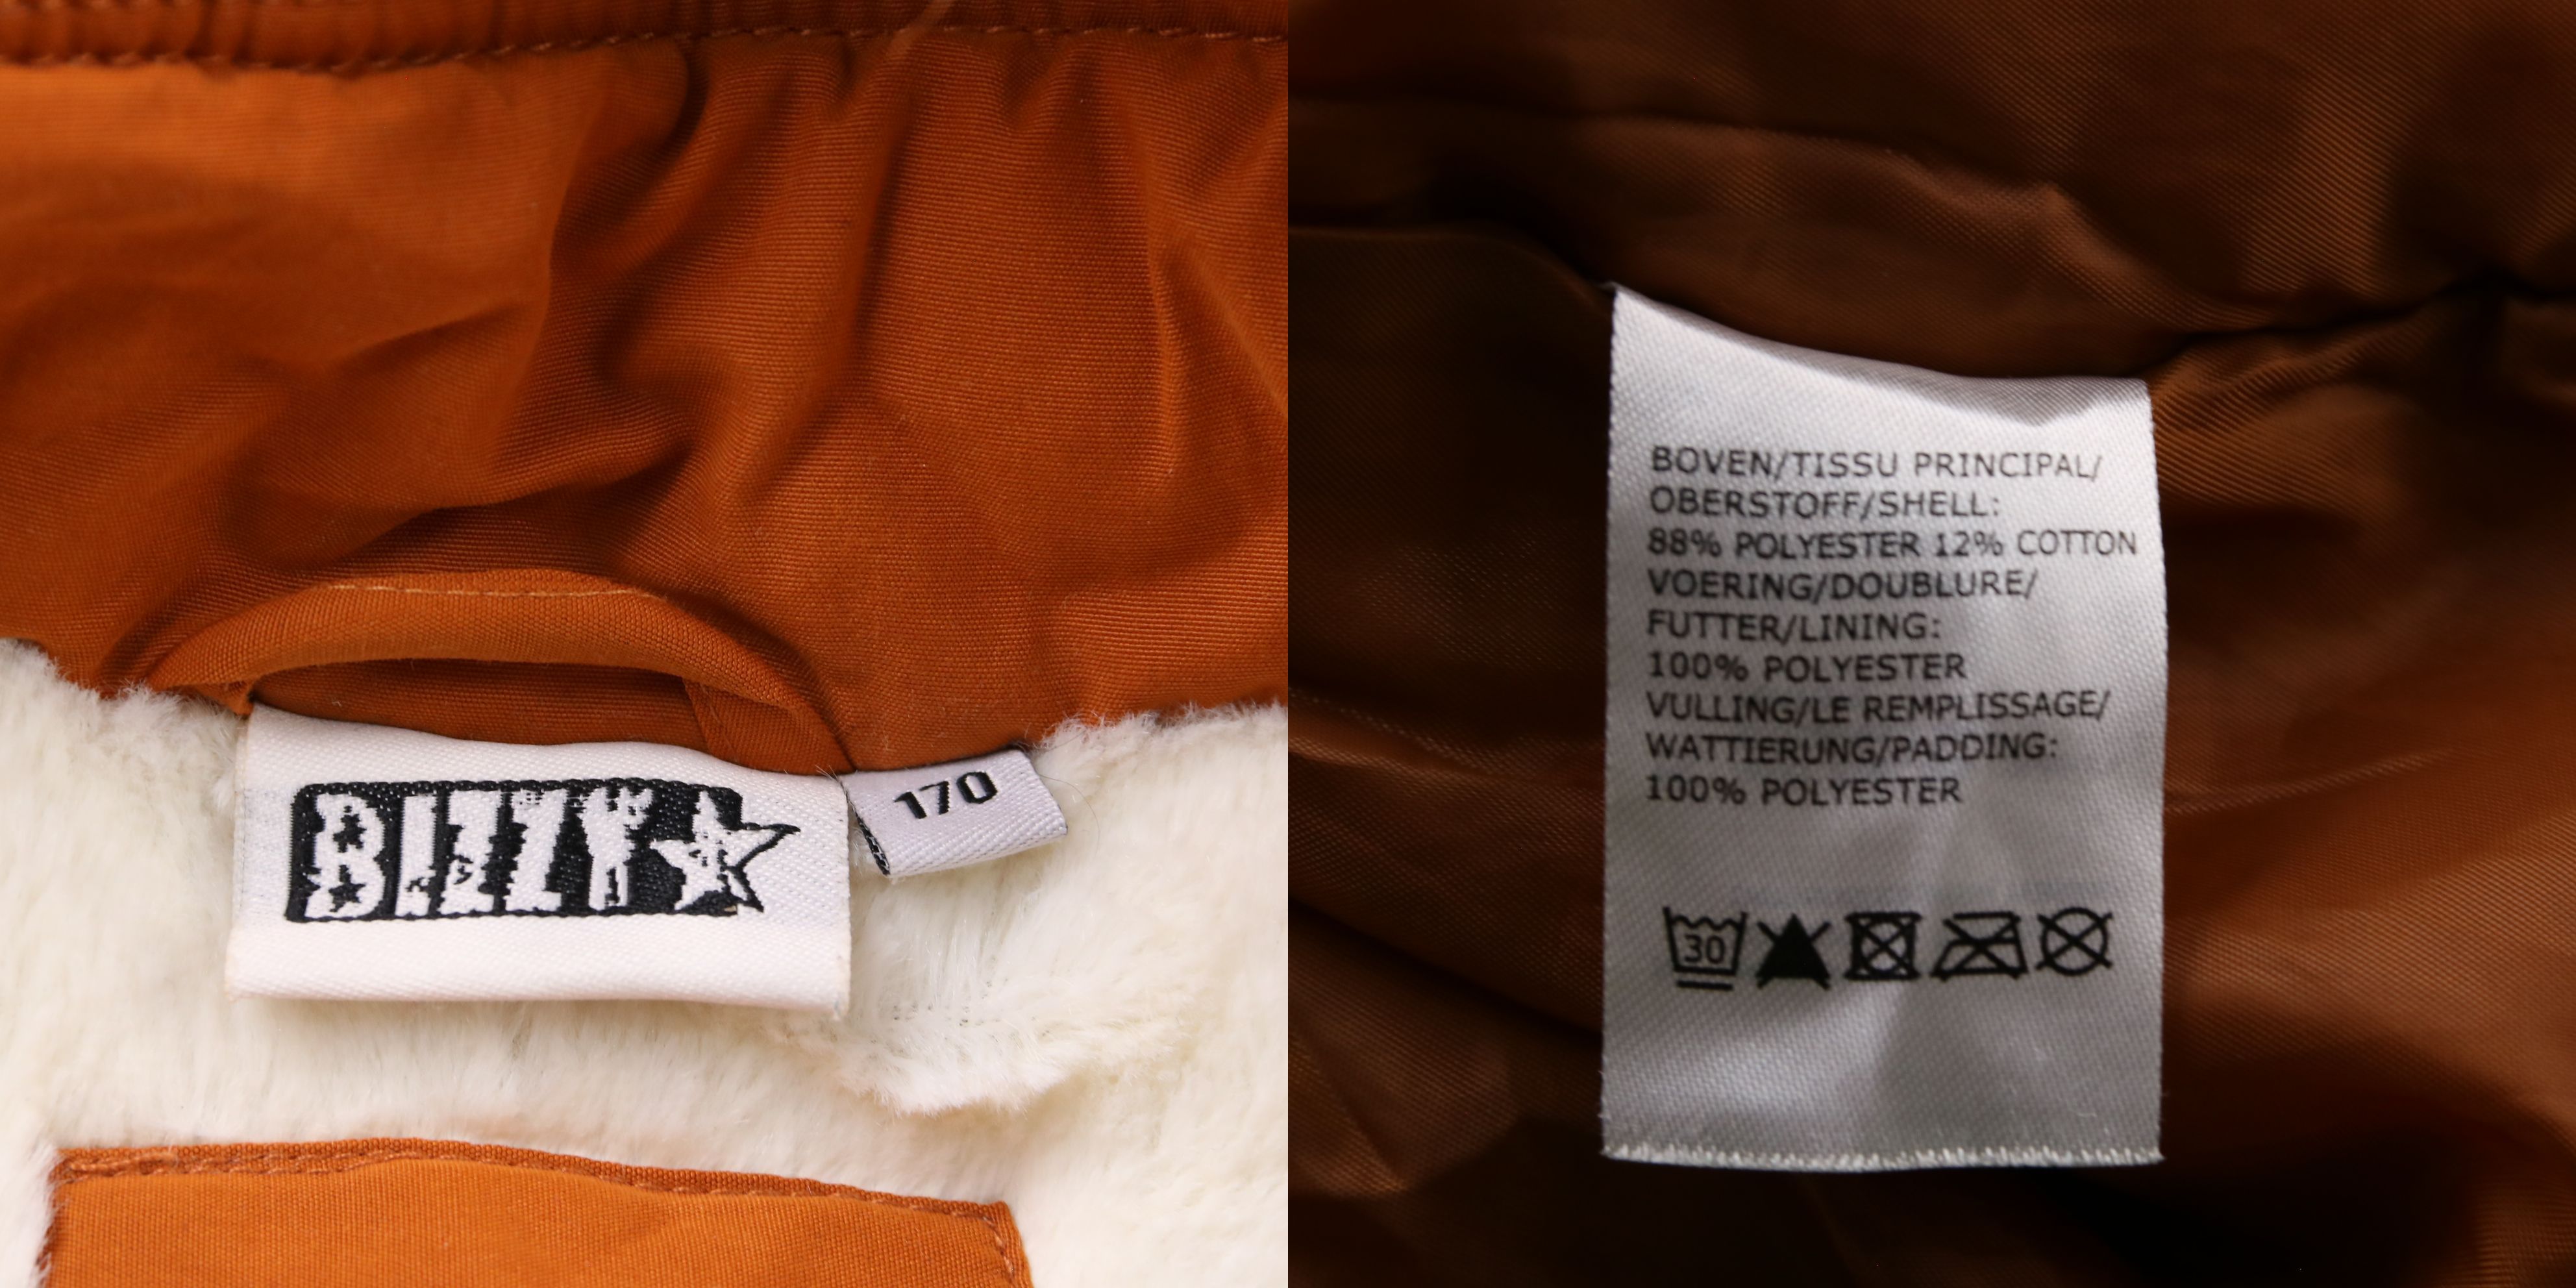 BIZZY
170
BOVEN/TISSU PRINCIPAL/
OBERSTOFF/SHELL:
88% POLYESTER 12% COTTON
VOERING/DOUBLURE/
FUTTER/LINING:
100% POLYESTER
VULLING/LE REMPLISSAGE/
WATTIERUNG/PADDING:
100% POLYESTER
30